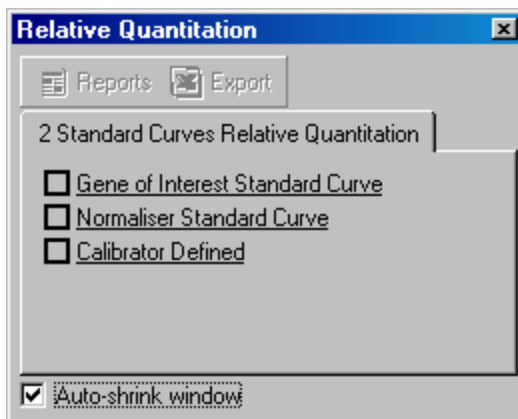 Relative Quantitation
Reports Export
2 Standard Curves Relative Quantitation
Gene of Interest Standard Curve
Normaliser Standard Curve
Calibrator Defined
Auto-shrink window